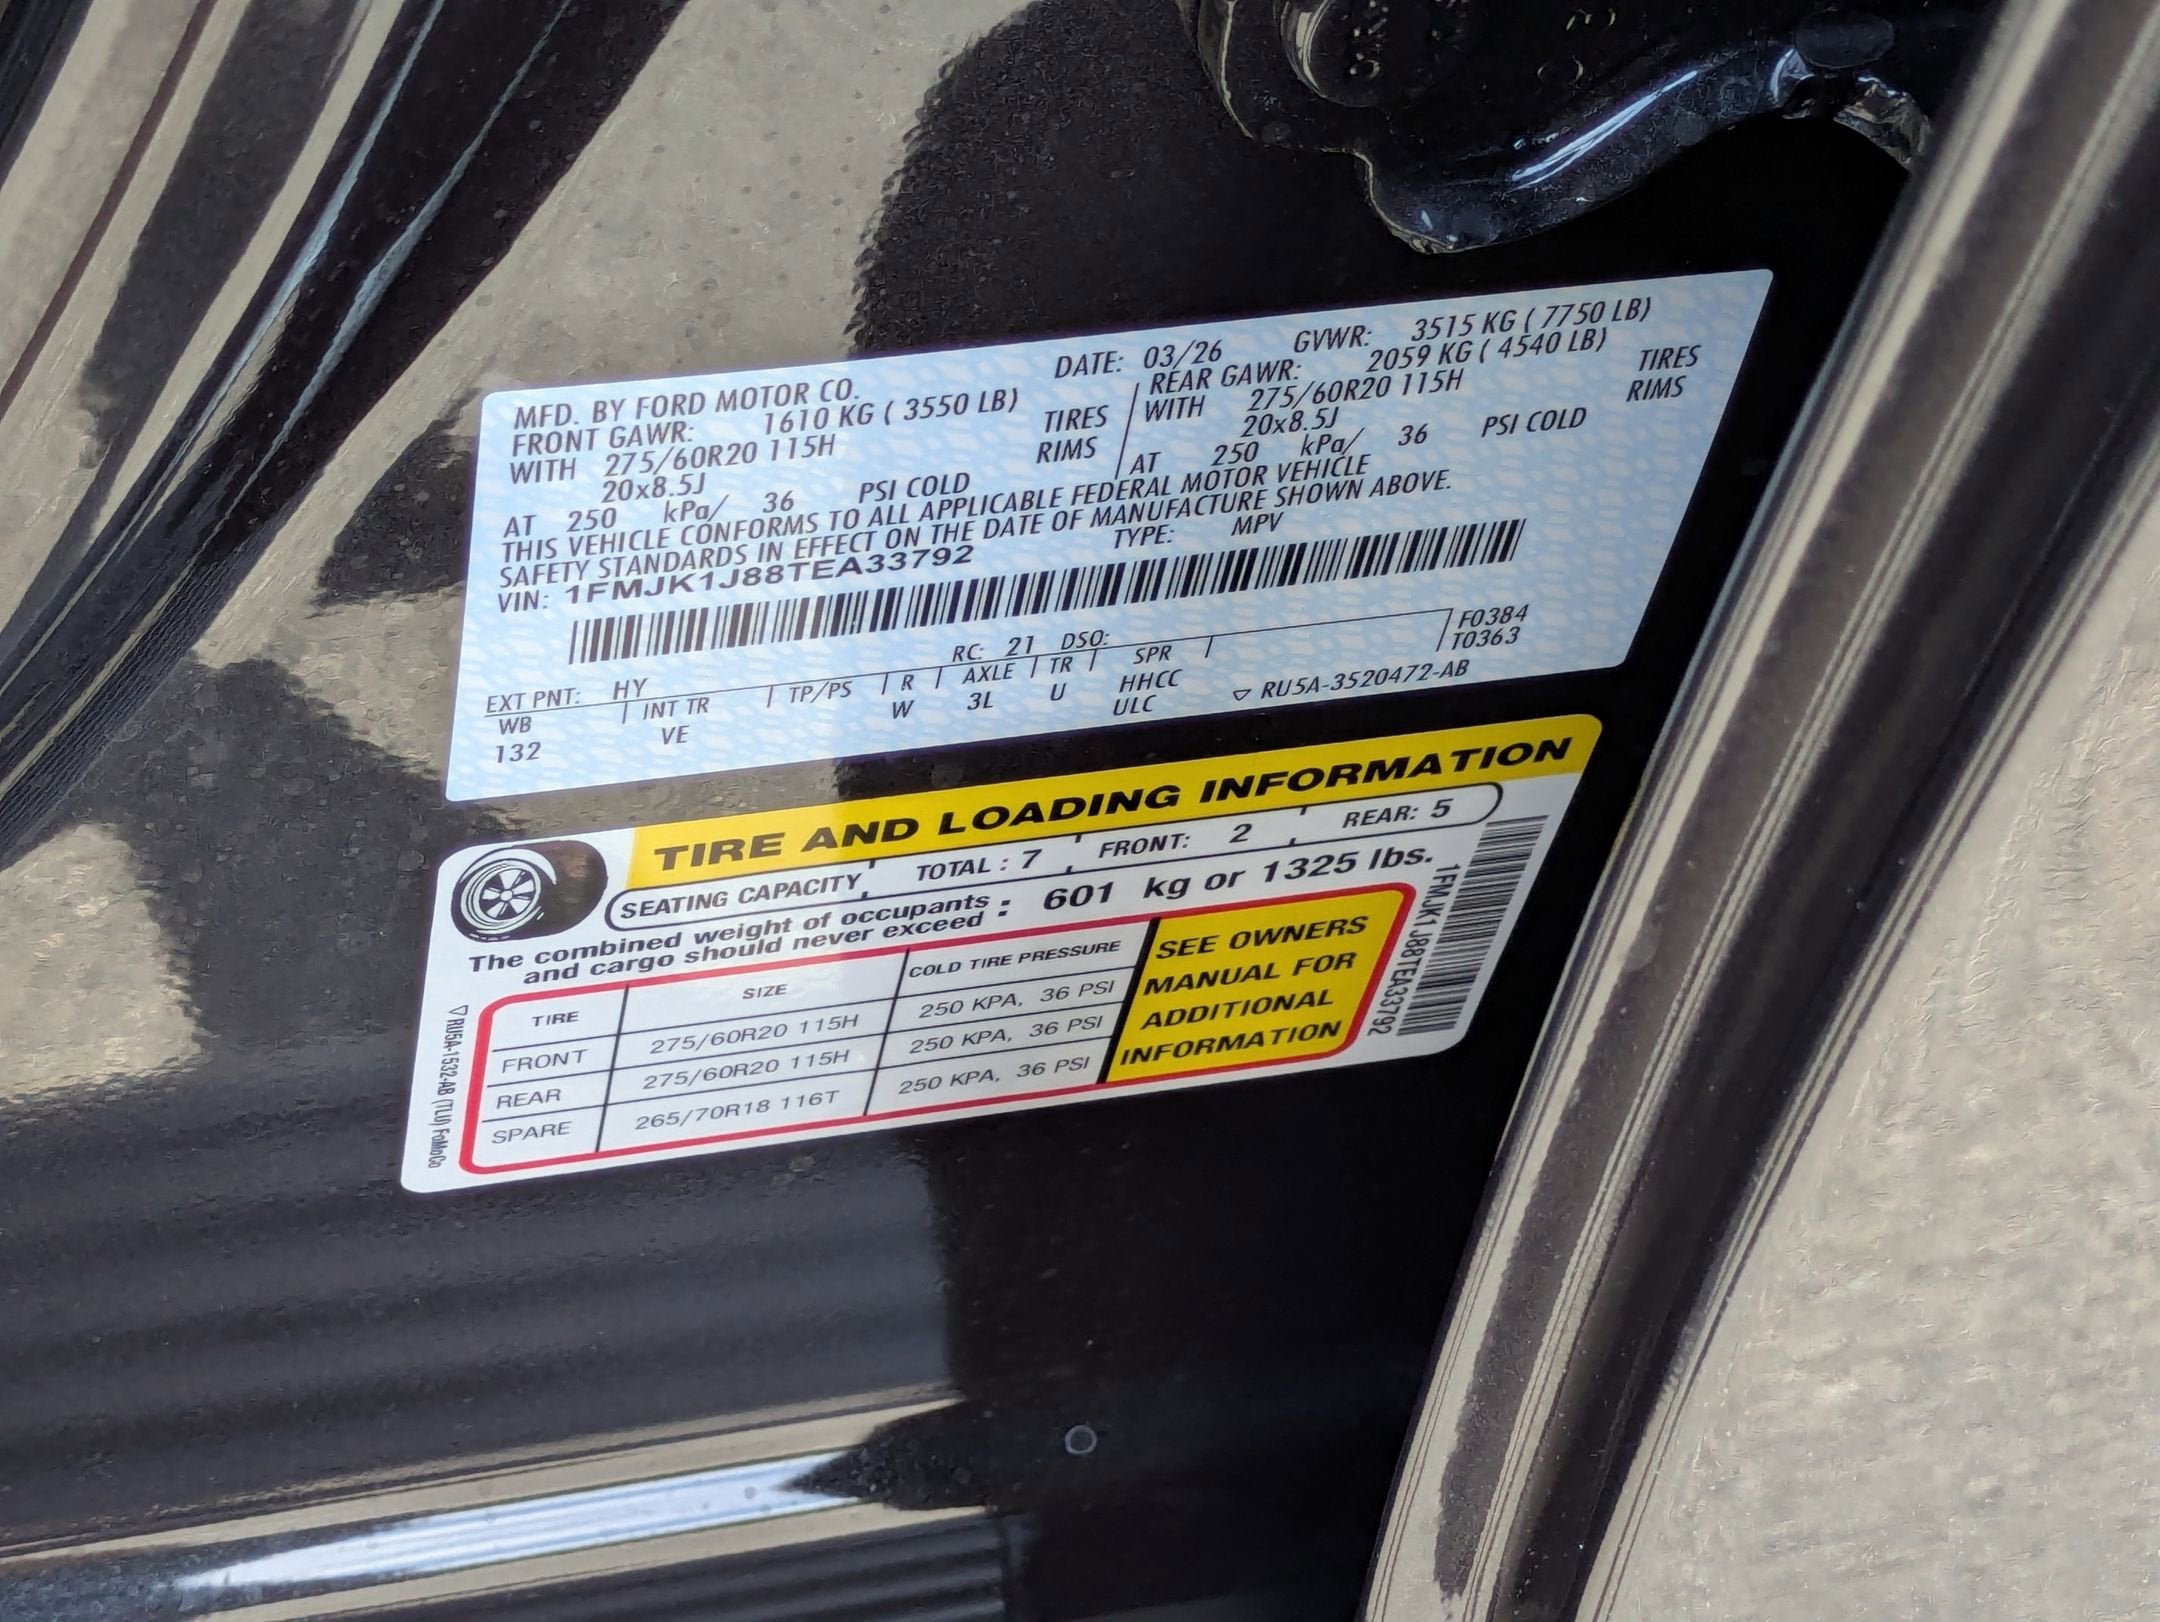 MFD. BY FORD MOTOR CO.
DATE: 03/26 GVWR: 3515 KG ( 7750 LB)
FRONT GAWR: 1610 KG ( 3550 LB)
WITH 275/60R20 115H TIRES
20x8.5J RIMS
AT 250 kPa/ 36 PSI COLD
REAR GAWR: 2059 KG ( 4540 LB)
WITH 275/60R20 115H TIRES
20x8.5J RIMS
AT 250 kPa/ 36 PSI COLD
THIS VEHICLE CONFORMS TO ALL APPLICABLE FEDERAL MOTOR VEHICLE
SAFETY STANDARDS IN EFFECT ON THE DATE OF MANUFACTURE SHOWN ABOVE.
VIN: 1FMJK1J88TEA33792 TYPE: MPV
F0384
T0363
EXT PNT: HY RC: 21 DSO:
WB INT TR TP/PS R AXLE TR SPR
132 VE W 3L U HHCC
ULC
▽ RU5A-3520472-AB
TIRE AND LOADING INFORMATION
SEATING CAPACITY TOTAL : 7 FRONT: 2 REAR: 5
The combined weight of occupants
and cargo should never exceed : 601 kg or 1325 lbs.
TIRE SIZE COLD TIRE PRESSURE
FRONT 275/60R20 115H 250 KPA, 36 PSI
REAR 275/60R20 115H 250 KPA, 36 PSI
SPARE 265/70R18 116T 250 KPA, 36 PSI
SEE OWNERS
MANUAL FOR
ADDITIONAL
INFORMATION
1FMJK1J88TEA33792
▽ RU5A-1532-AB (TLU) FoMoCo